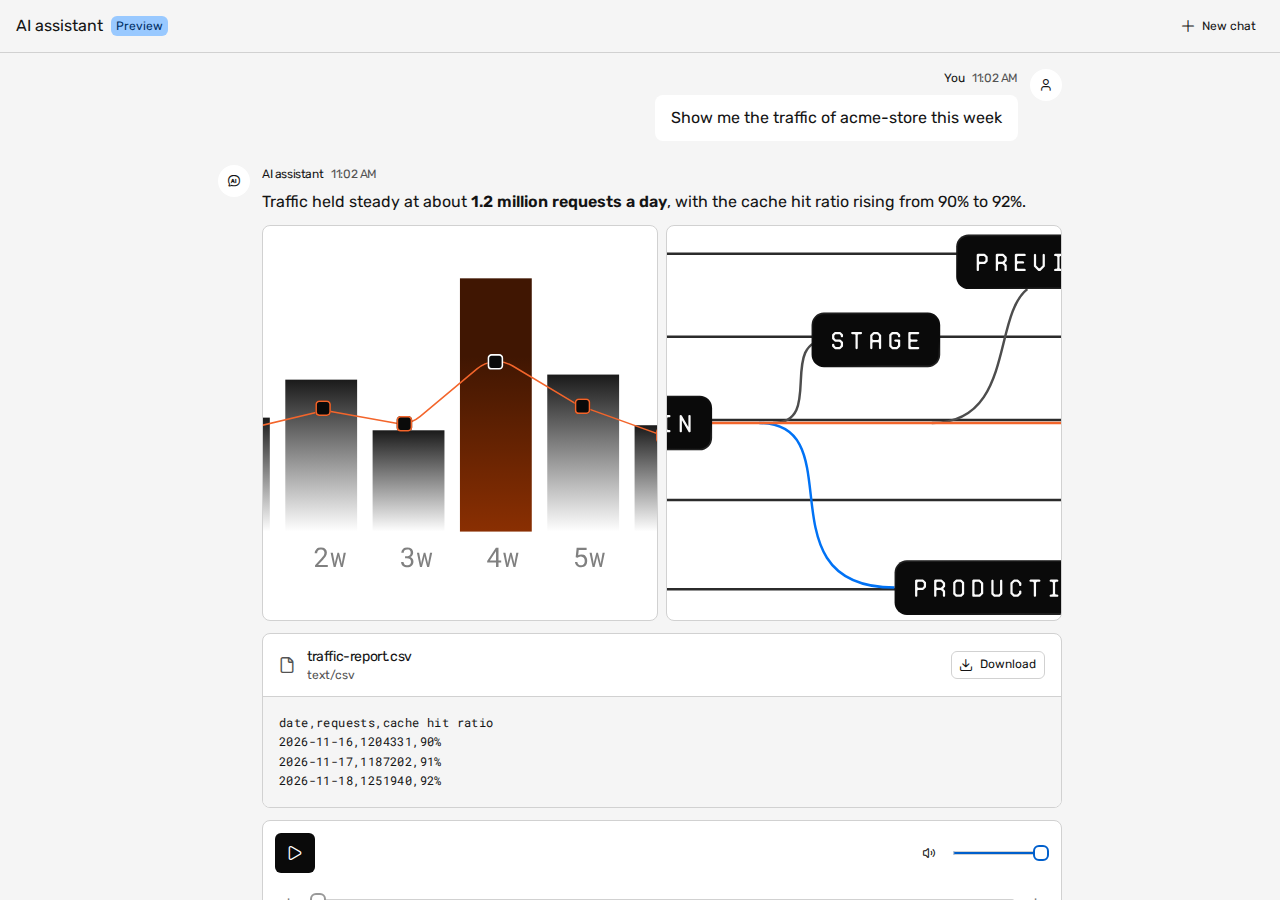 AI assistant Preview
New chat
You 11:02 AM
Show me the traffic of acme-store this week
AI
AI assistant 11:02 AM
Traffic held steady at about 1.2 million requests a day, with the cache hit ratio rising from 90% to 92%.
2w 3w 4w 5w
PREVI
STAGE
IN
PRODUCTI
traffic-report.csv
text/csv
Download
date,requests,cache hit ratio
2026-11-16,1204331,90%
2026-11-17,1187202,91%
2026-11-18,1251940,92%